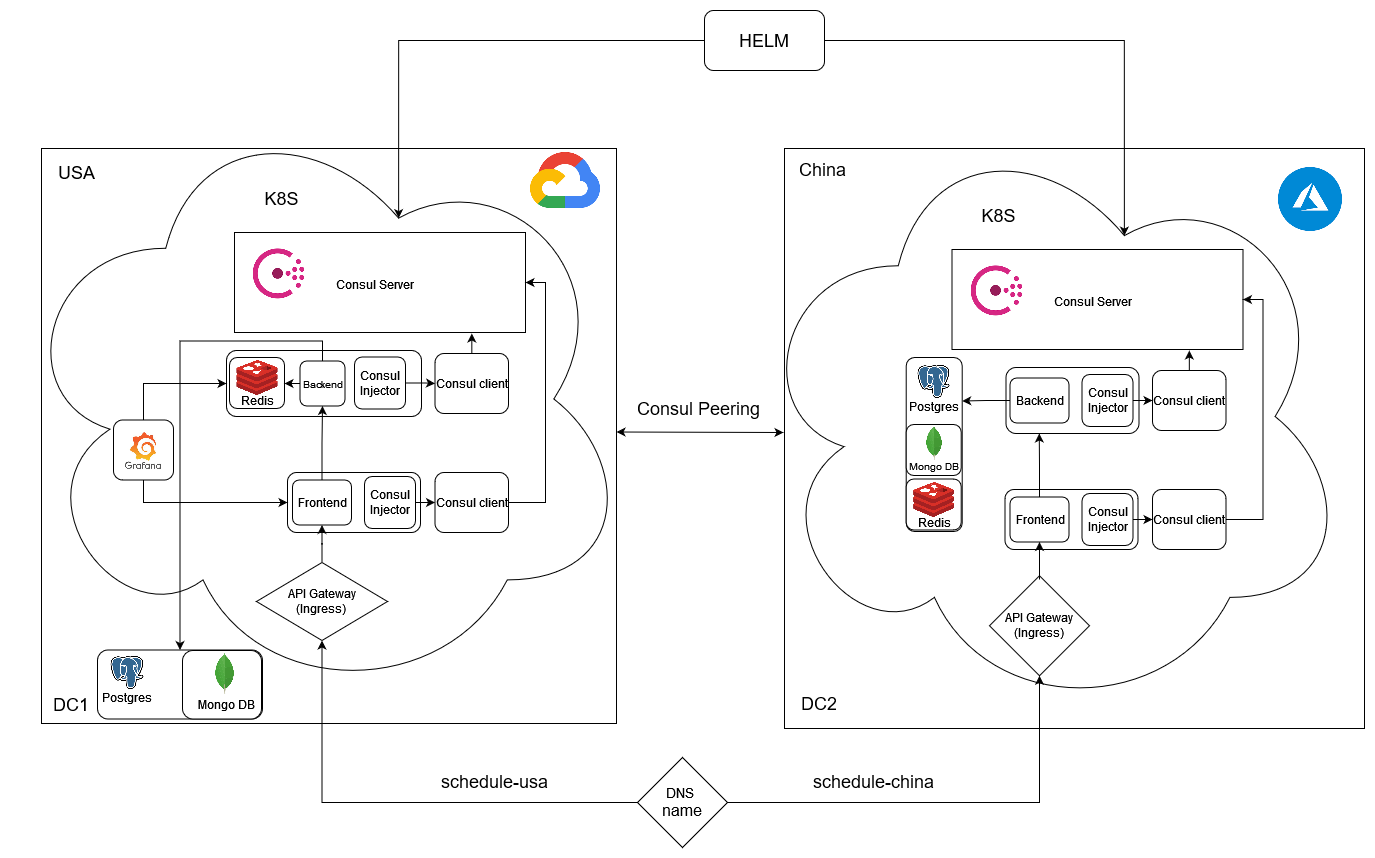 HELM
USA
K8S
Consul Server
Redis
Backend
Consul
Injector
Consul client
Grafana
Frontend
Consul
Injector
Consul client
API Gateway
(Ingress)
DC1
Postgres
Mongo DB
Consul Peering
China
K8S
Consul Server
Postgres
Mongo DB
Redis
Backend
Consul
Injector
Consul client
Frontend
Consul
Injector
Consul client
API Gateway
(Ingress)
DC2
schedule-usa
DNS
name
schedule-china